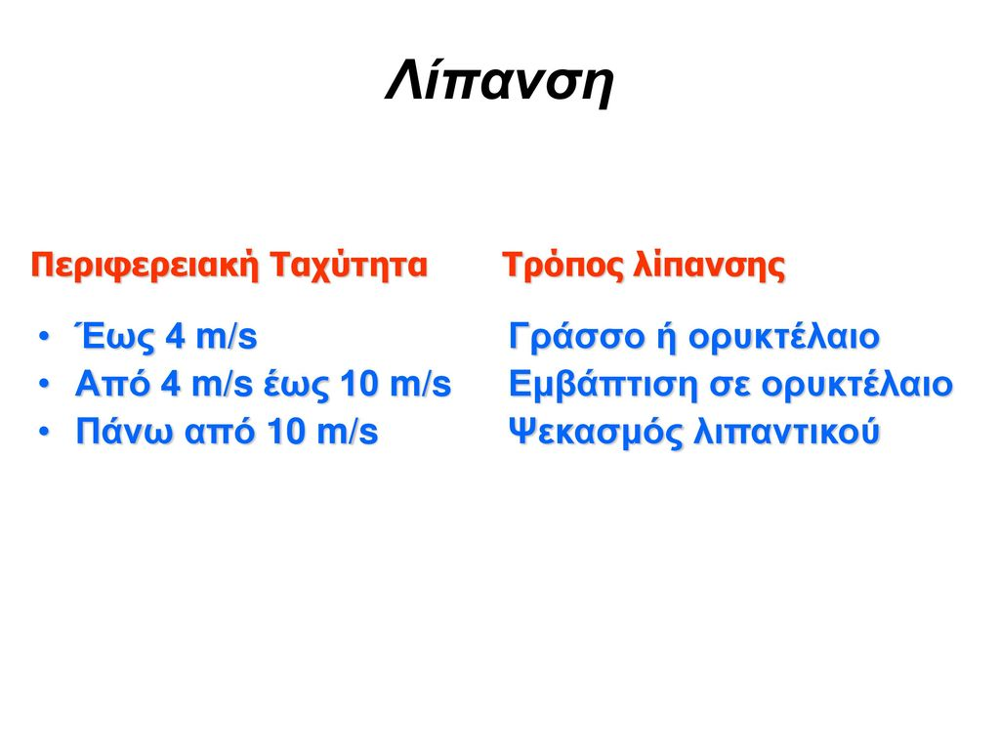 Λίπανση
Περιφερειακή Ταχύτητα Τρόπος λίπανσης
• Έως 4 m/s Γράσσο ή ορυκτέλαιο
• Από 4 m/s έως 10 m/s Εμβάπτιση σε ορυκτέλαιο
• Πάνω από 10 m/s Ψεκασμός λιπαντικού